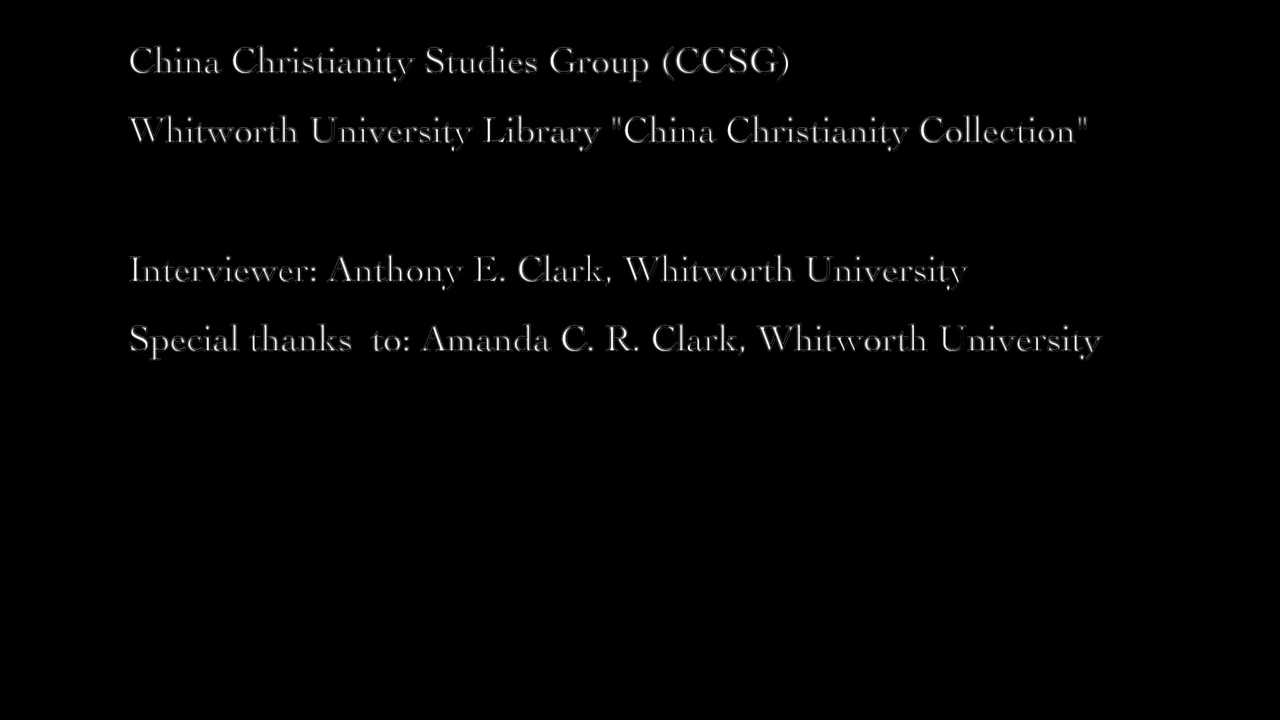 China Christianity Studies Group (CCSG)
Whitworth University Library "China Christianity Collection"
Interviewer: Anthony E. Clark, Whitworth University
Special thanks  to: Amanda C. R. Clark, Whitworth University